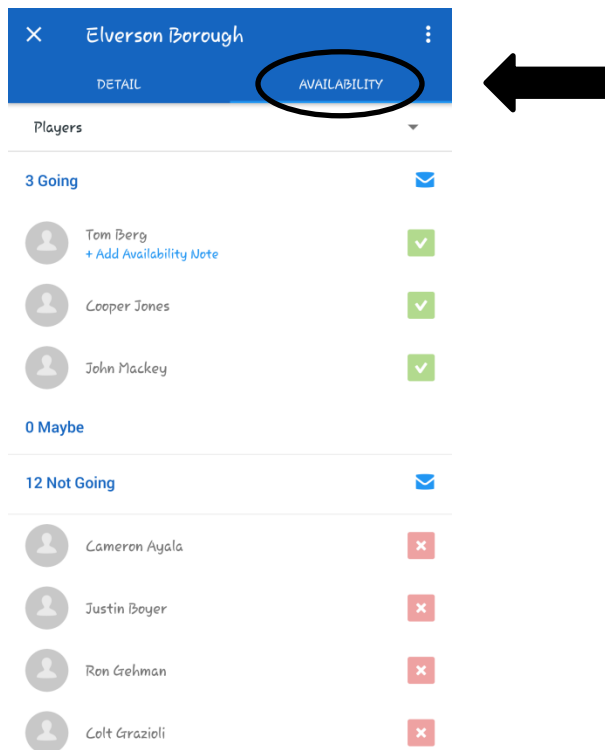 Elverson Borough
DETAIL AVAILABILITY
Players
3 Going
Tom Berg
+ Add Availability Note
Cooper Jones
John Mackey
0 Maybe
12 Not Going
Cameron Ayala
Justin Boyer
Ron Gehman
Colt Grazioli